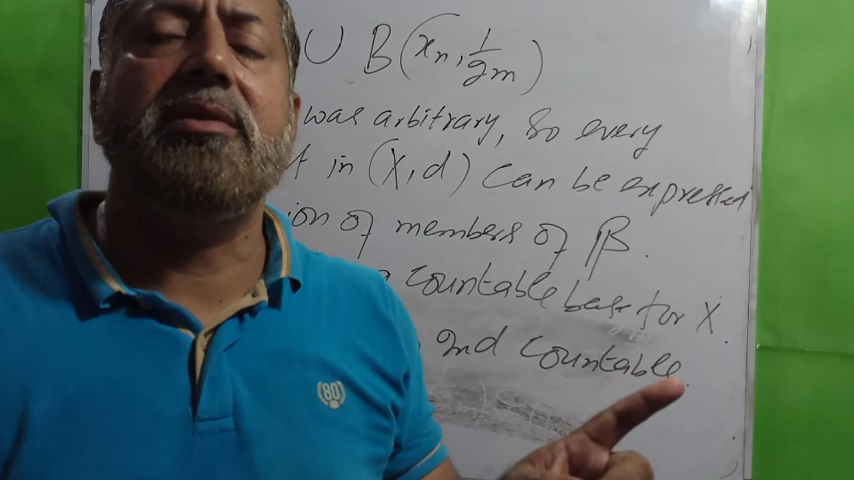 ∪ B(xn, 1/2m)
was arbitrary, so every
in (X, d) can be expressed
ion of members of B.
a countable base for X.
2nd countable.
(80)